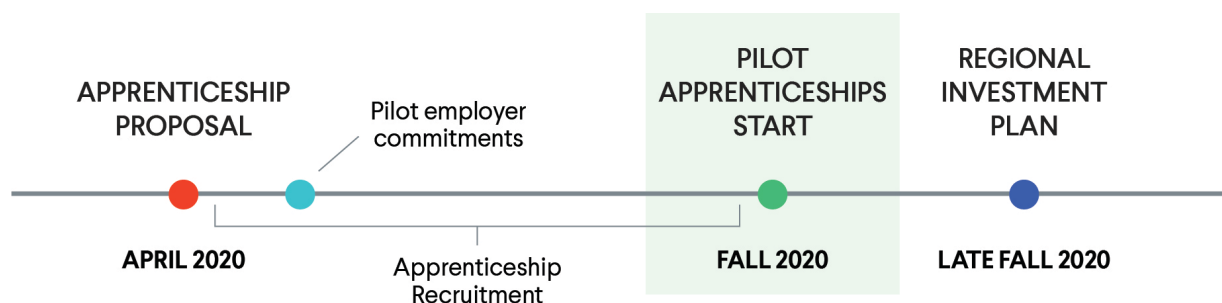 APPRENTICESHIP
PROPOSAL
Pilot employer
commitments
PILOT
APPRENTICESHIPS
START
REGIONAL
INVESTMENT
PLAN
APRIL 2020
Apprenticeship
Recruitment
FALL 2020
LATE FALL 2020